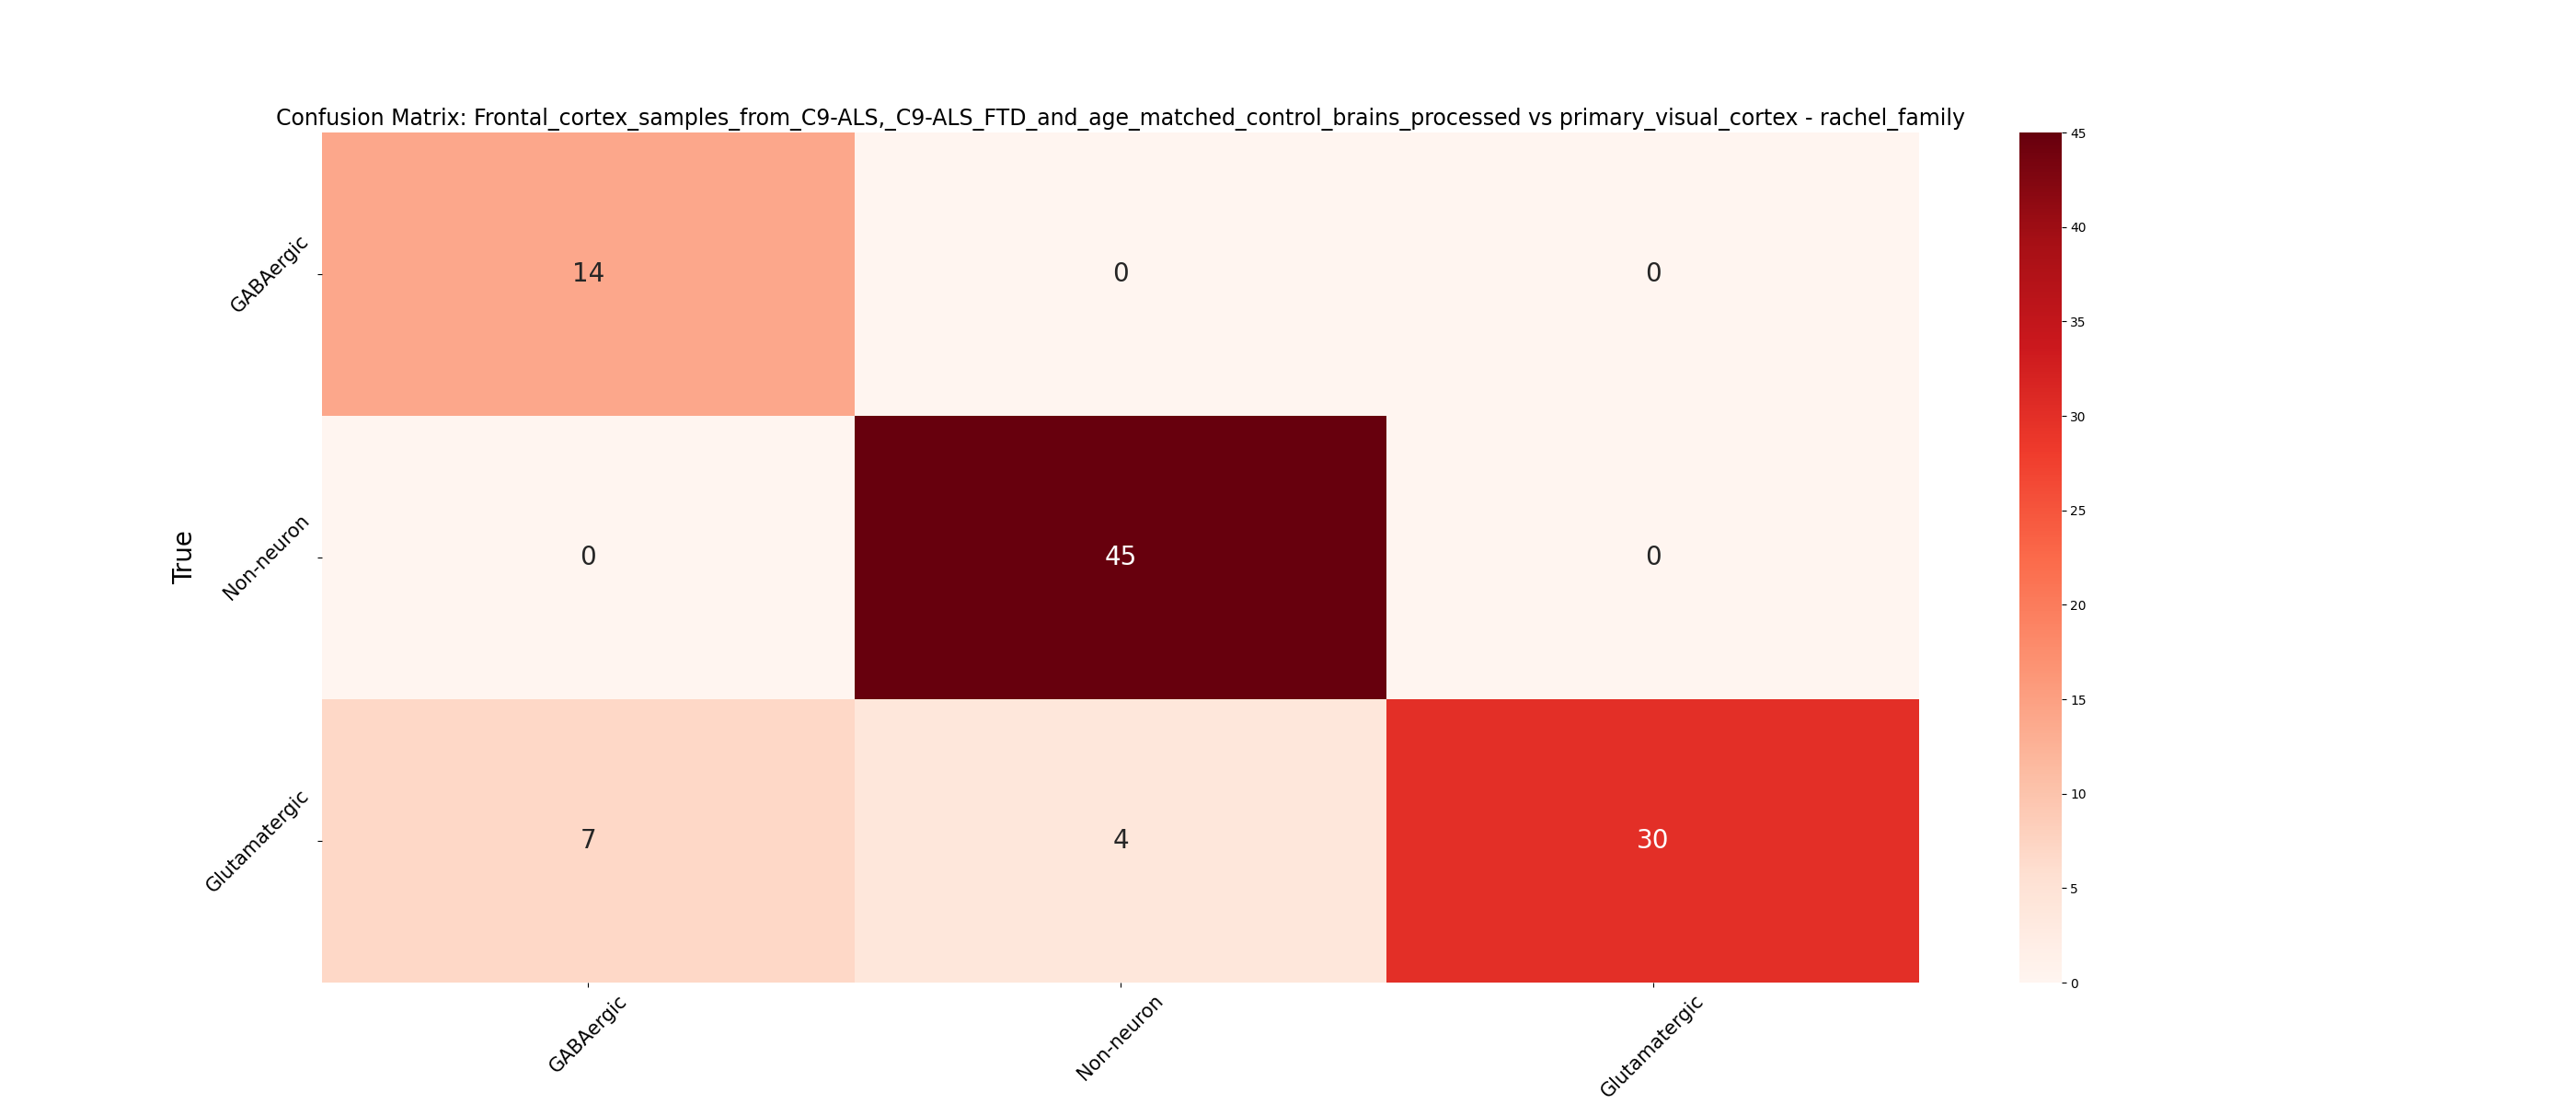 Confusion Matrix: Frontal_cortex_samples_from_C9-ALS,_C9-ALS_FTD_and_age_matched_control_brains_processed vs primary_visual_cortex - rachel_family
True
GABAergic
14
0
0
Non-neuron
0
45
0
Glutamatergic
7
4
30
GABAergic
Non-neuron
Glutamatergic
45
40
35
30
25
20
15
10
5
0